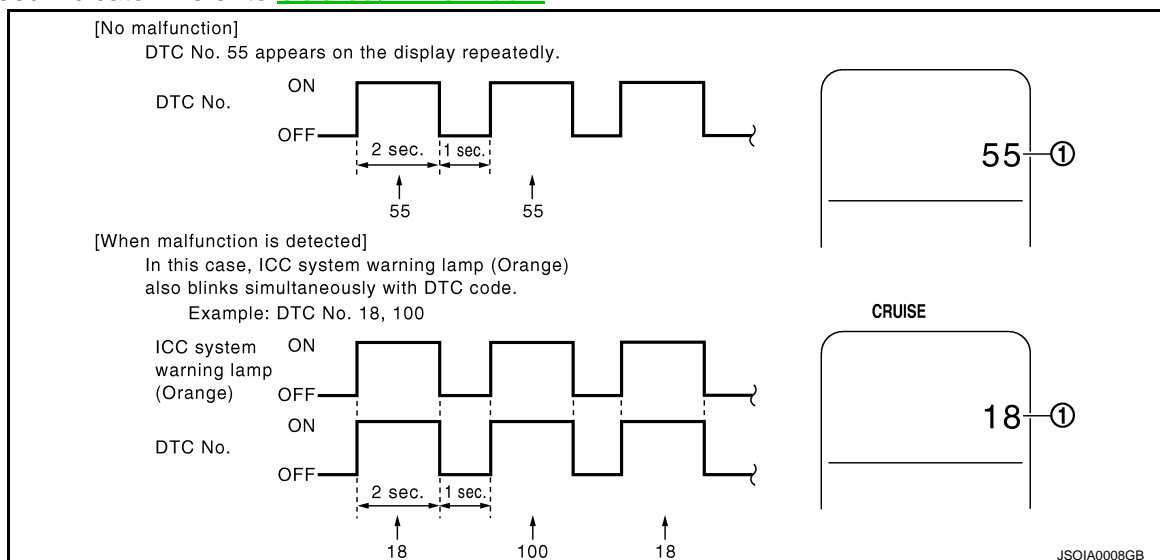 [No malfunction]
DTC No. 55 appears on the display repeatedly.
DTC No.
ON
OFF
2 sec.
1 sec.
55
55
55
①
[When malfunction is detected]
In this case, ICC system warning lamp (Orange)
also blinks simultaneously with DTC code.
Example: DTC No. 18, 100
ICC system
warning lamp
(Orange)
ON
OFF
DTC No.
ON
OFF
2 sec.
1 sec.
18
100
18
CRUISE
18
①
JSOIA0008GB